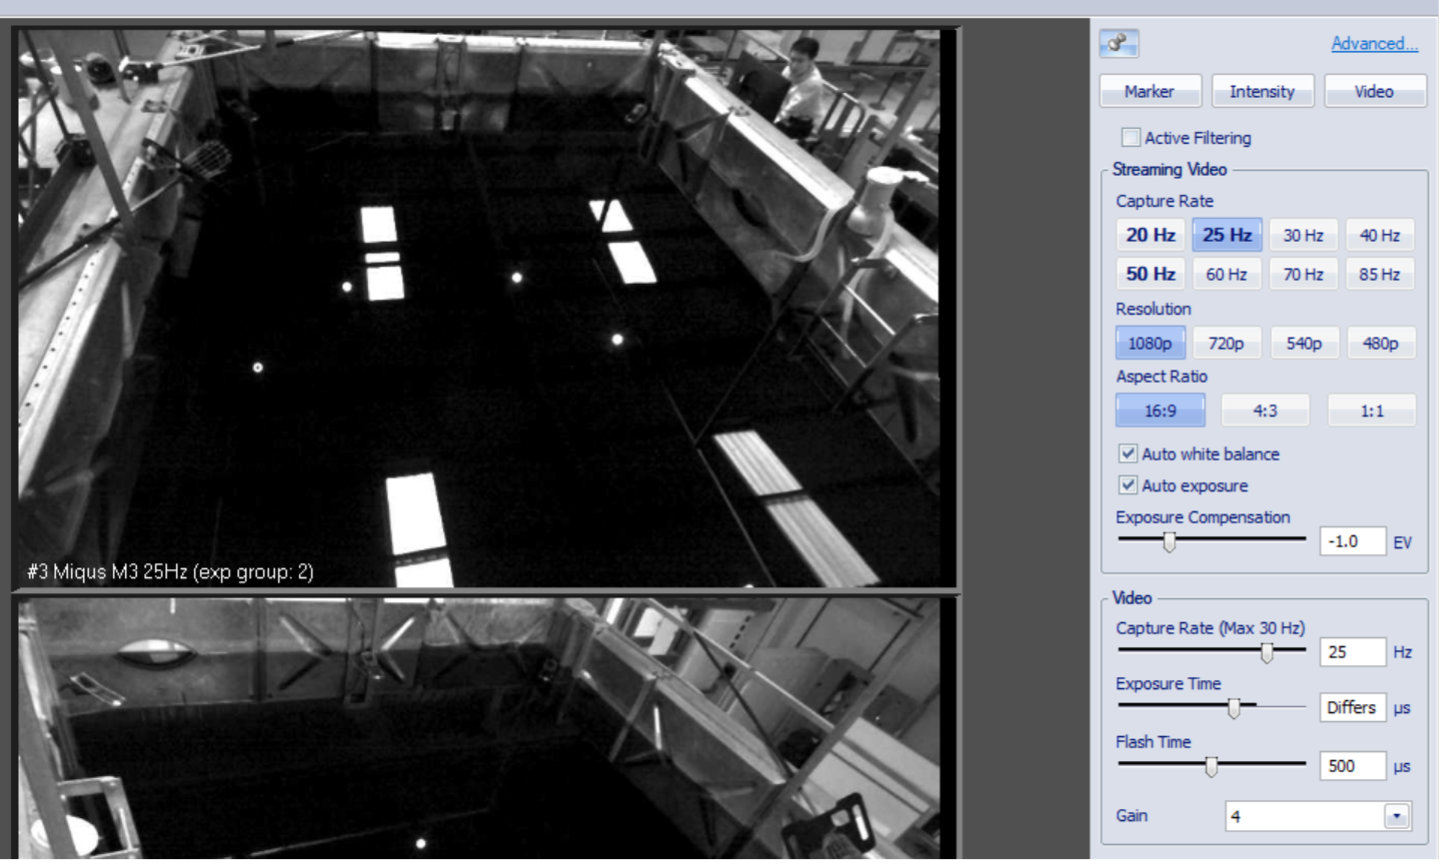 Advanced...
Marker Intensity Video
Active Filtering
Streaming Video
Capture Rate
20 Hz 25 Hz 30 Hz 40 Hz
50 Hz 60 Hz 70 Hz 85 Hz
Resolution
1080p 720p 540p 480p
Aspect Ratio
16:9 4:3 1:1
Auto white balance
Auto exposure
Exposure Compensation
-1.0 EV
#3 Miqus M3 25Hz (exp group: 2)
Video
Capture Rate (Max 30 Hz)
25 Hz
Exposure Time
Differs µs
Flash Time
500 µs
Gain 4